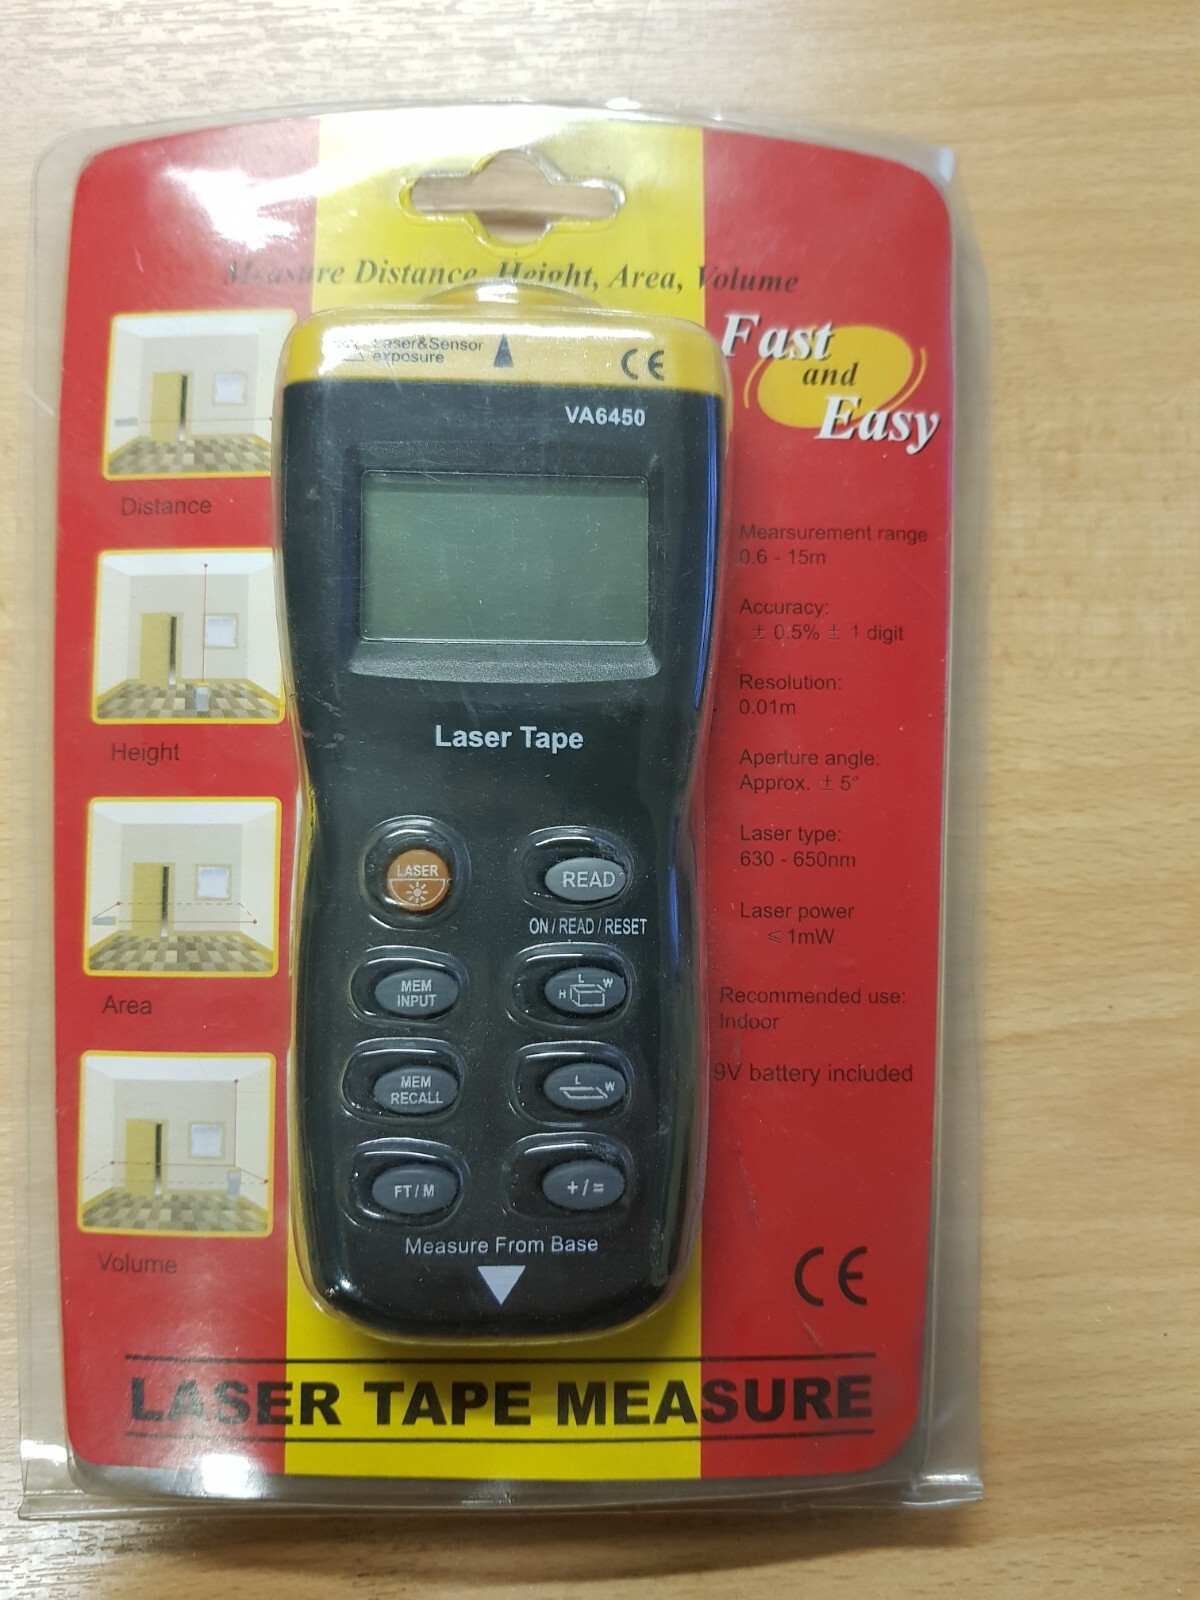 Measure Distance, Height, Area, Volume
Fast
and
Easy
Laser&Sensor
exposure
CE
VA6450
Laser Tape
LASER
READ
ON / READ / RESET
MEM
INPUT
H L W
MEM
RECALL
L W
FT / M
+ / =
Measure From Base
Distance
Height
Area
Volume
Mearsurement range
0.6 - 15m
Accuracy:
± 0.5% ± 1 digit
Resolution:
0.01m
Aperture angle:
Approx. ± 5°
Laser type:
630 - 650nm
Laser power
≤ 1mW
Recommended use:
Indoor
9V battery included
CE
LASER TAPE MEASURE